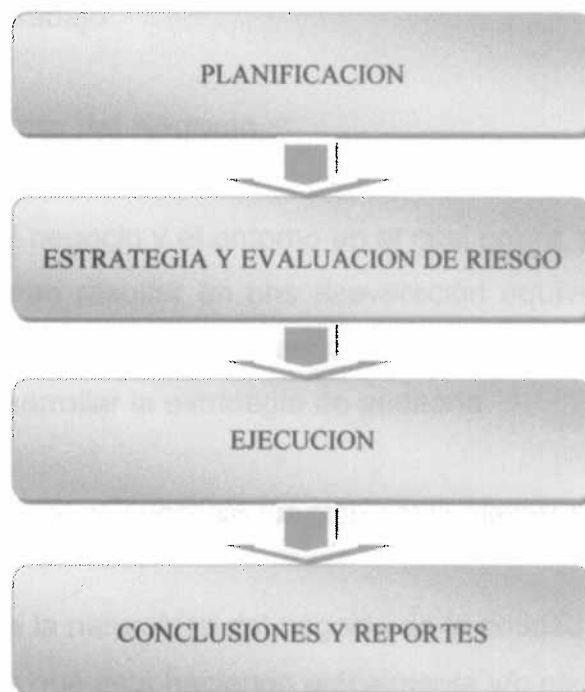 PLANIFICACION
ESTRATEGIA Y EVALUACION DE RIESGO
EJECUCION
CONCLUSIONES Y REPORTES